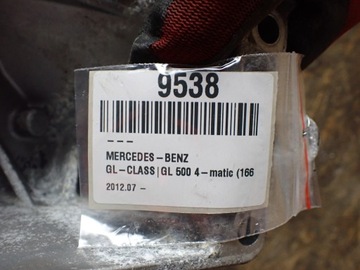 9538
---
MERCEDES-BENZ
GL-CLASS|GL 500 4-matic (166
2012.07 -